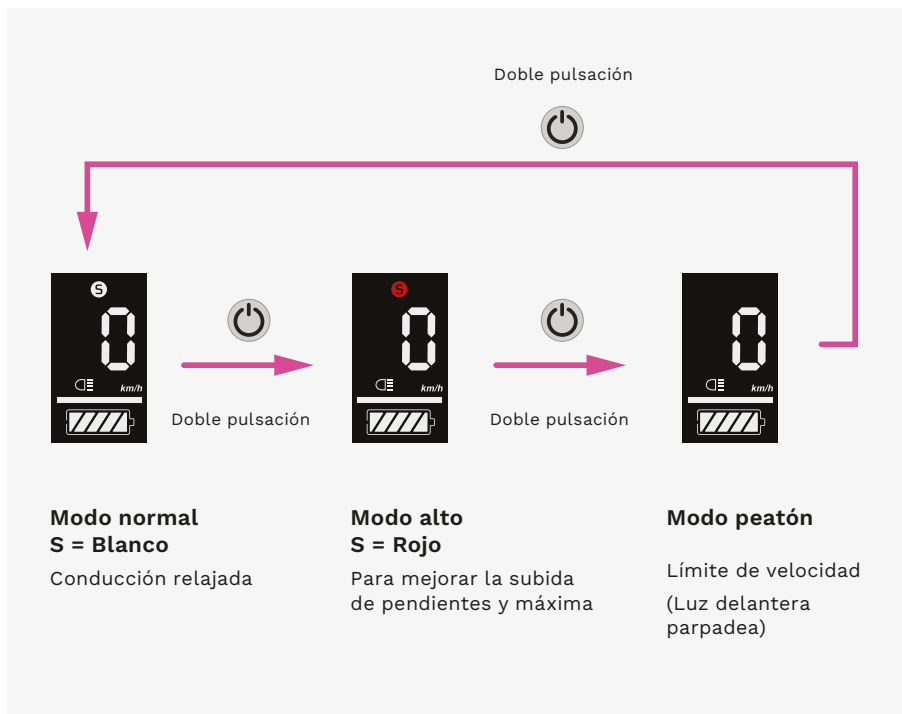 Doble pulsación
S
0
km/h
Doble pulsación
S
0
km/h
Doble pulsación
0
km/h
Modo normal
S = Blanco
Conducción relajada
Modo alto
S = Rojo
Para mejorar la subida
de pendientes y máxima
Modo peatón
Límite de velocidad
(Luz delantera
parpadea)